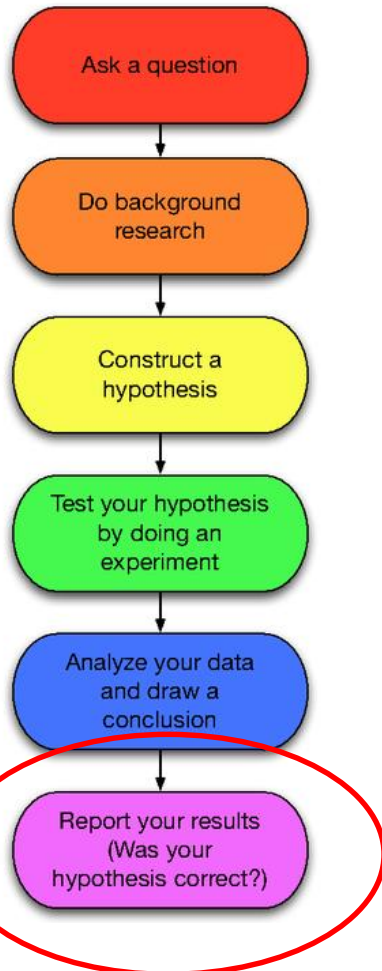 Ask a question
Do background
research
Construct a
hypothesis
Test your hypothesis
by doing an
experiment
Analyze your data
and draw a
conclusion
Report your results
(Was your
hypothesis correct?)